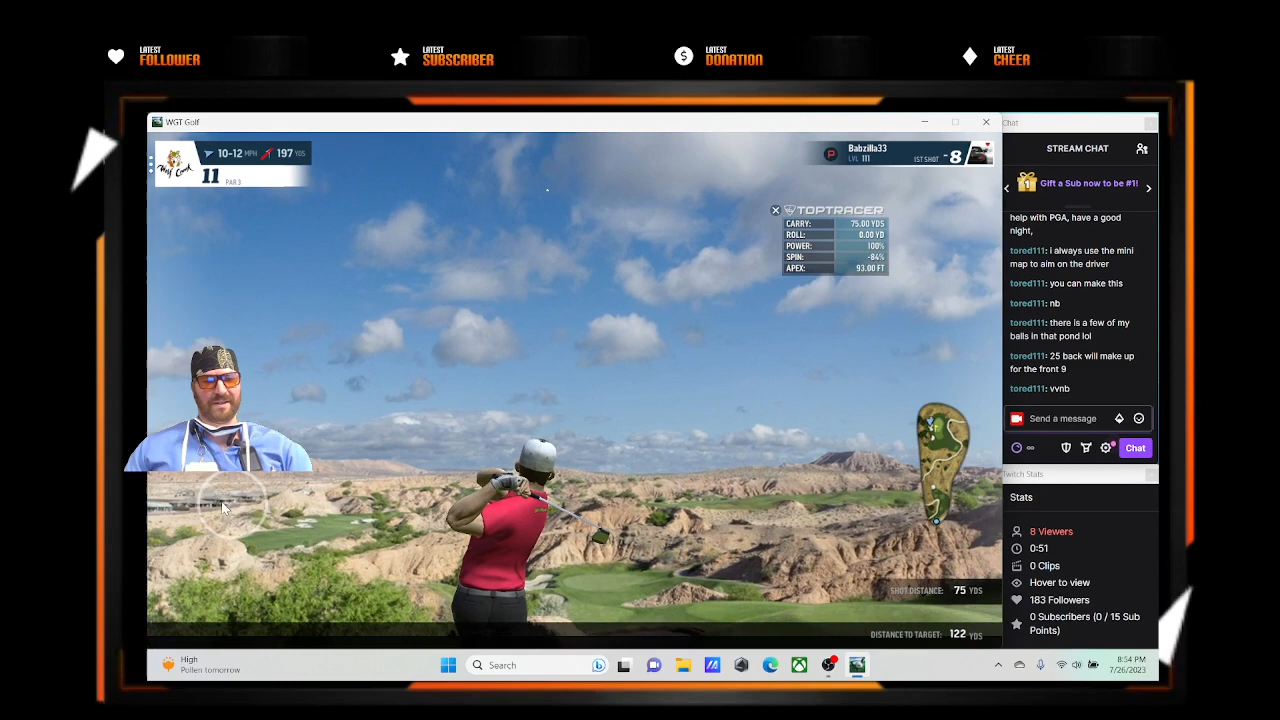 LATEST
FOLLOWER
LATEST
SUBSCRIBER
LATEST
DONATION
LATEST
CHEER
WGT Golf
Wolf Creek
10-12 MPH 197 YDS
11 PAR 3
Babzilla33
LVL 111 1ST SHOT -8
TOPTRACER
CARRY: 75.00 YDS
ROLL: 0.00 YD
POWER: 100%
SPIN: -84%
APEX: 93.00 FT
SHOT DISTANCE: 75 YDS
DISTANCE TO TARGET: 122 YDS
Chat
STREAM CHAT
1 Gift a Sub now to be #1!
help with PGA, have a good
night,
tored111: i always use the mini
map to aim on the driver
tored111: you can make this
tored111: nb
tored111: there is a few of my
balls in that pond lol
tored111: 25 back will make up
for the front 9
tored111: vvnb
Send a message
Chat
Twitch Stats
Stats
8 Viewers
0:51
0 Clips
Hover to view
183 Followers
0 Subscribers (0 / 15 Sub
Points)
High
Pollen tomorrow
Search
8:54 PM
7/26/2023